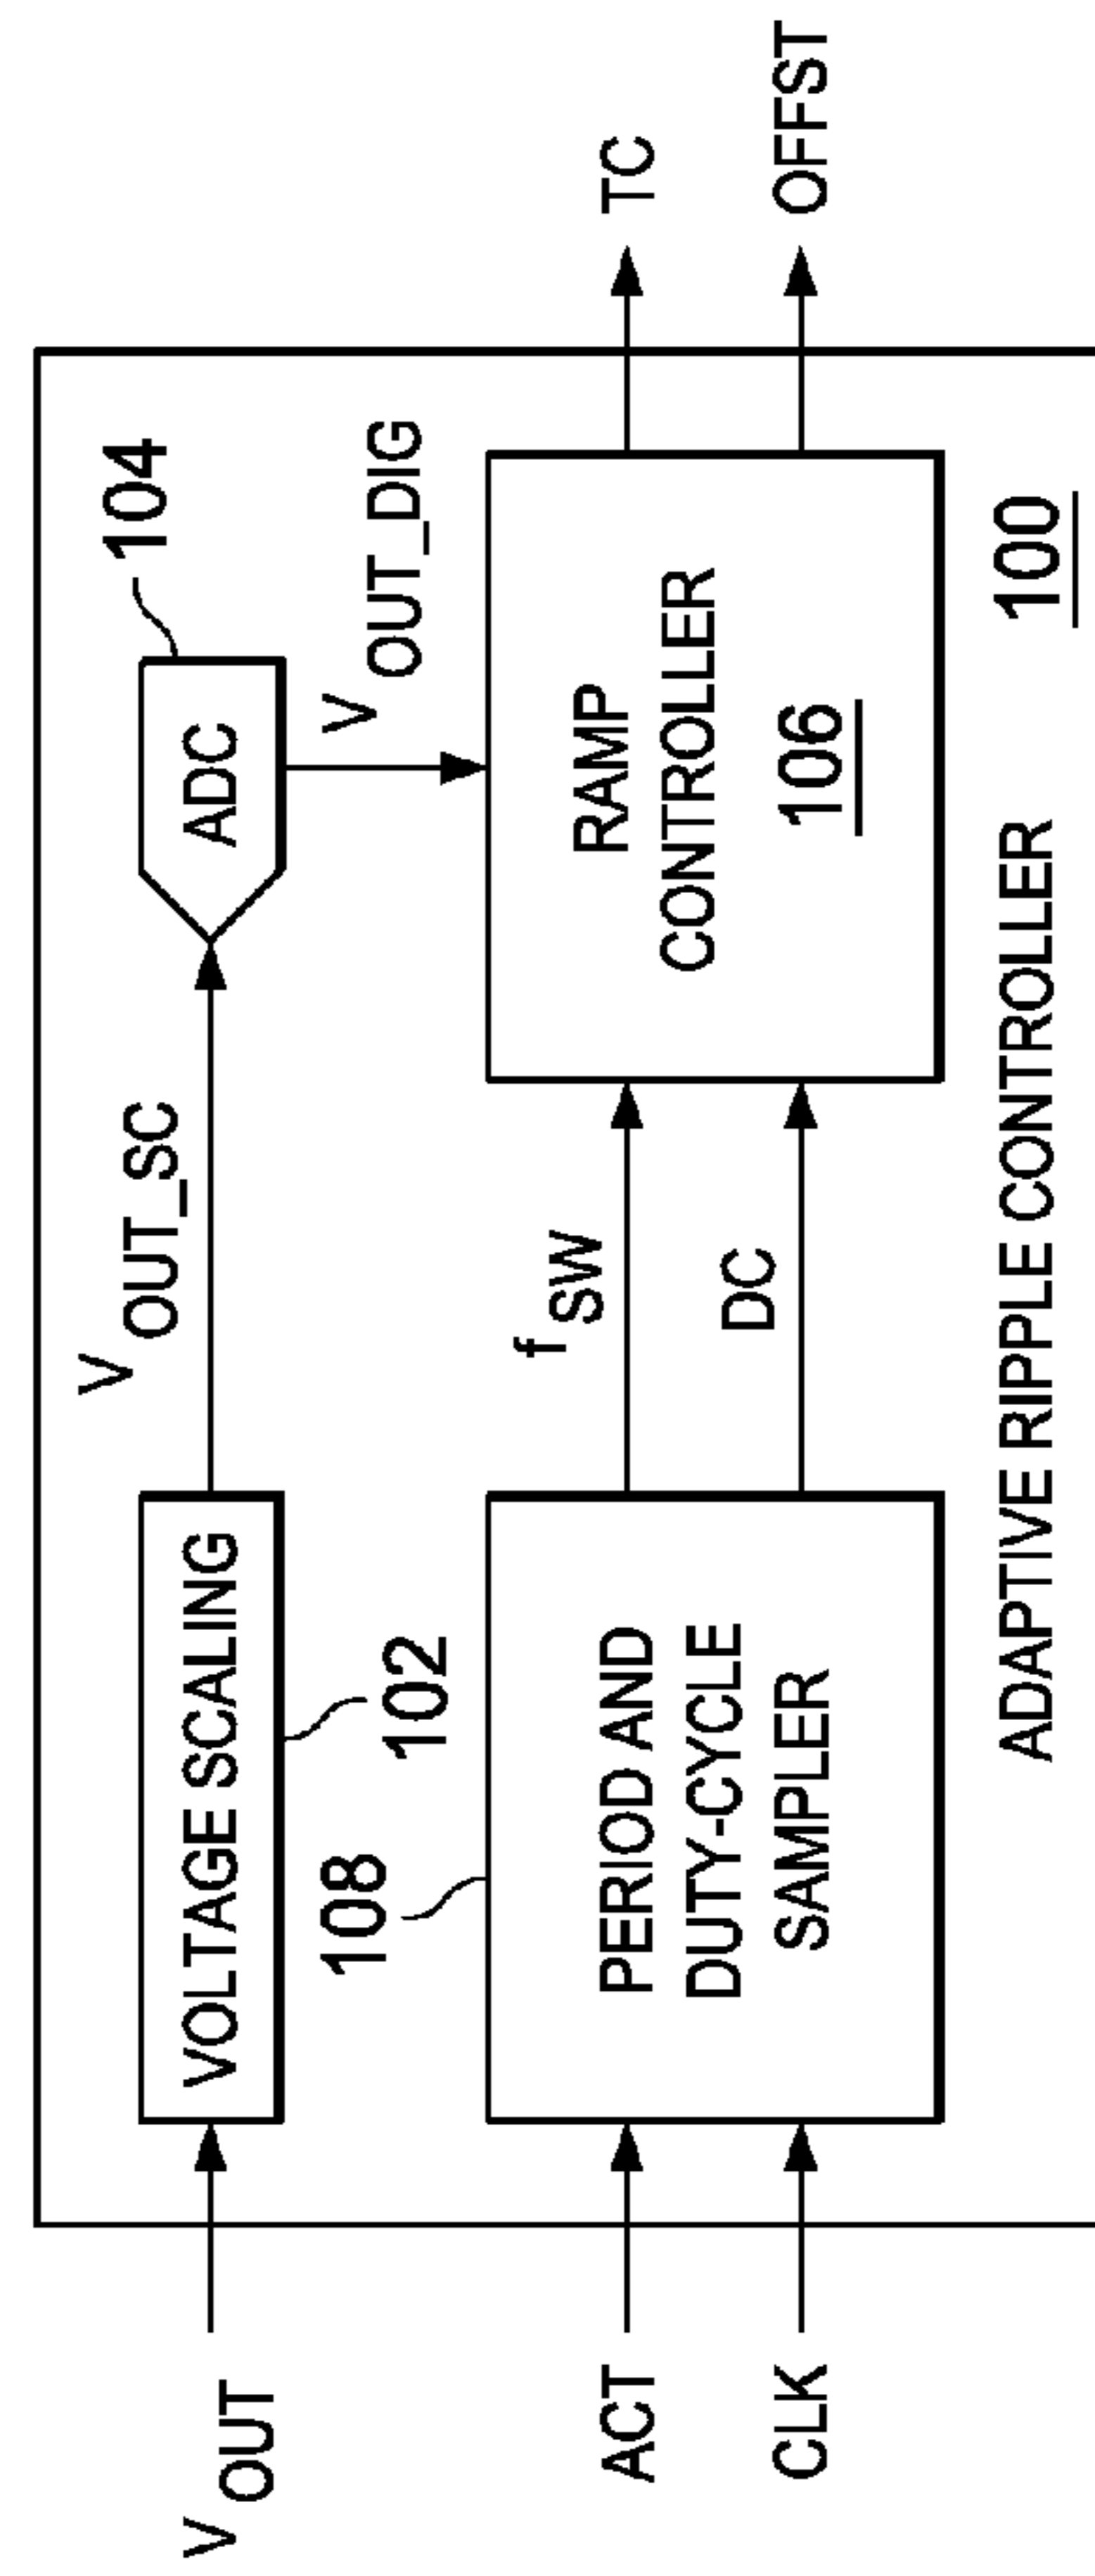 V OUT
VOLTAGE SCALING
102
V OUT_SC
ADC
104
V OUT_DIG
ACT
CLK
108
PERIOD AND
DUTY-CYCLE
SAMPLER
f SW
DC
RAMP
CONTROLLER
106
TC
OFFST
ADAPTIVE RIPPLE CONTROLLER
100